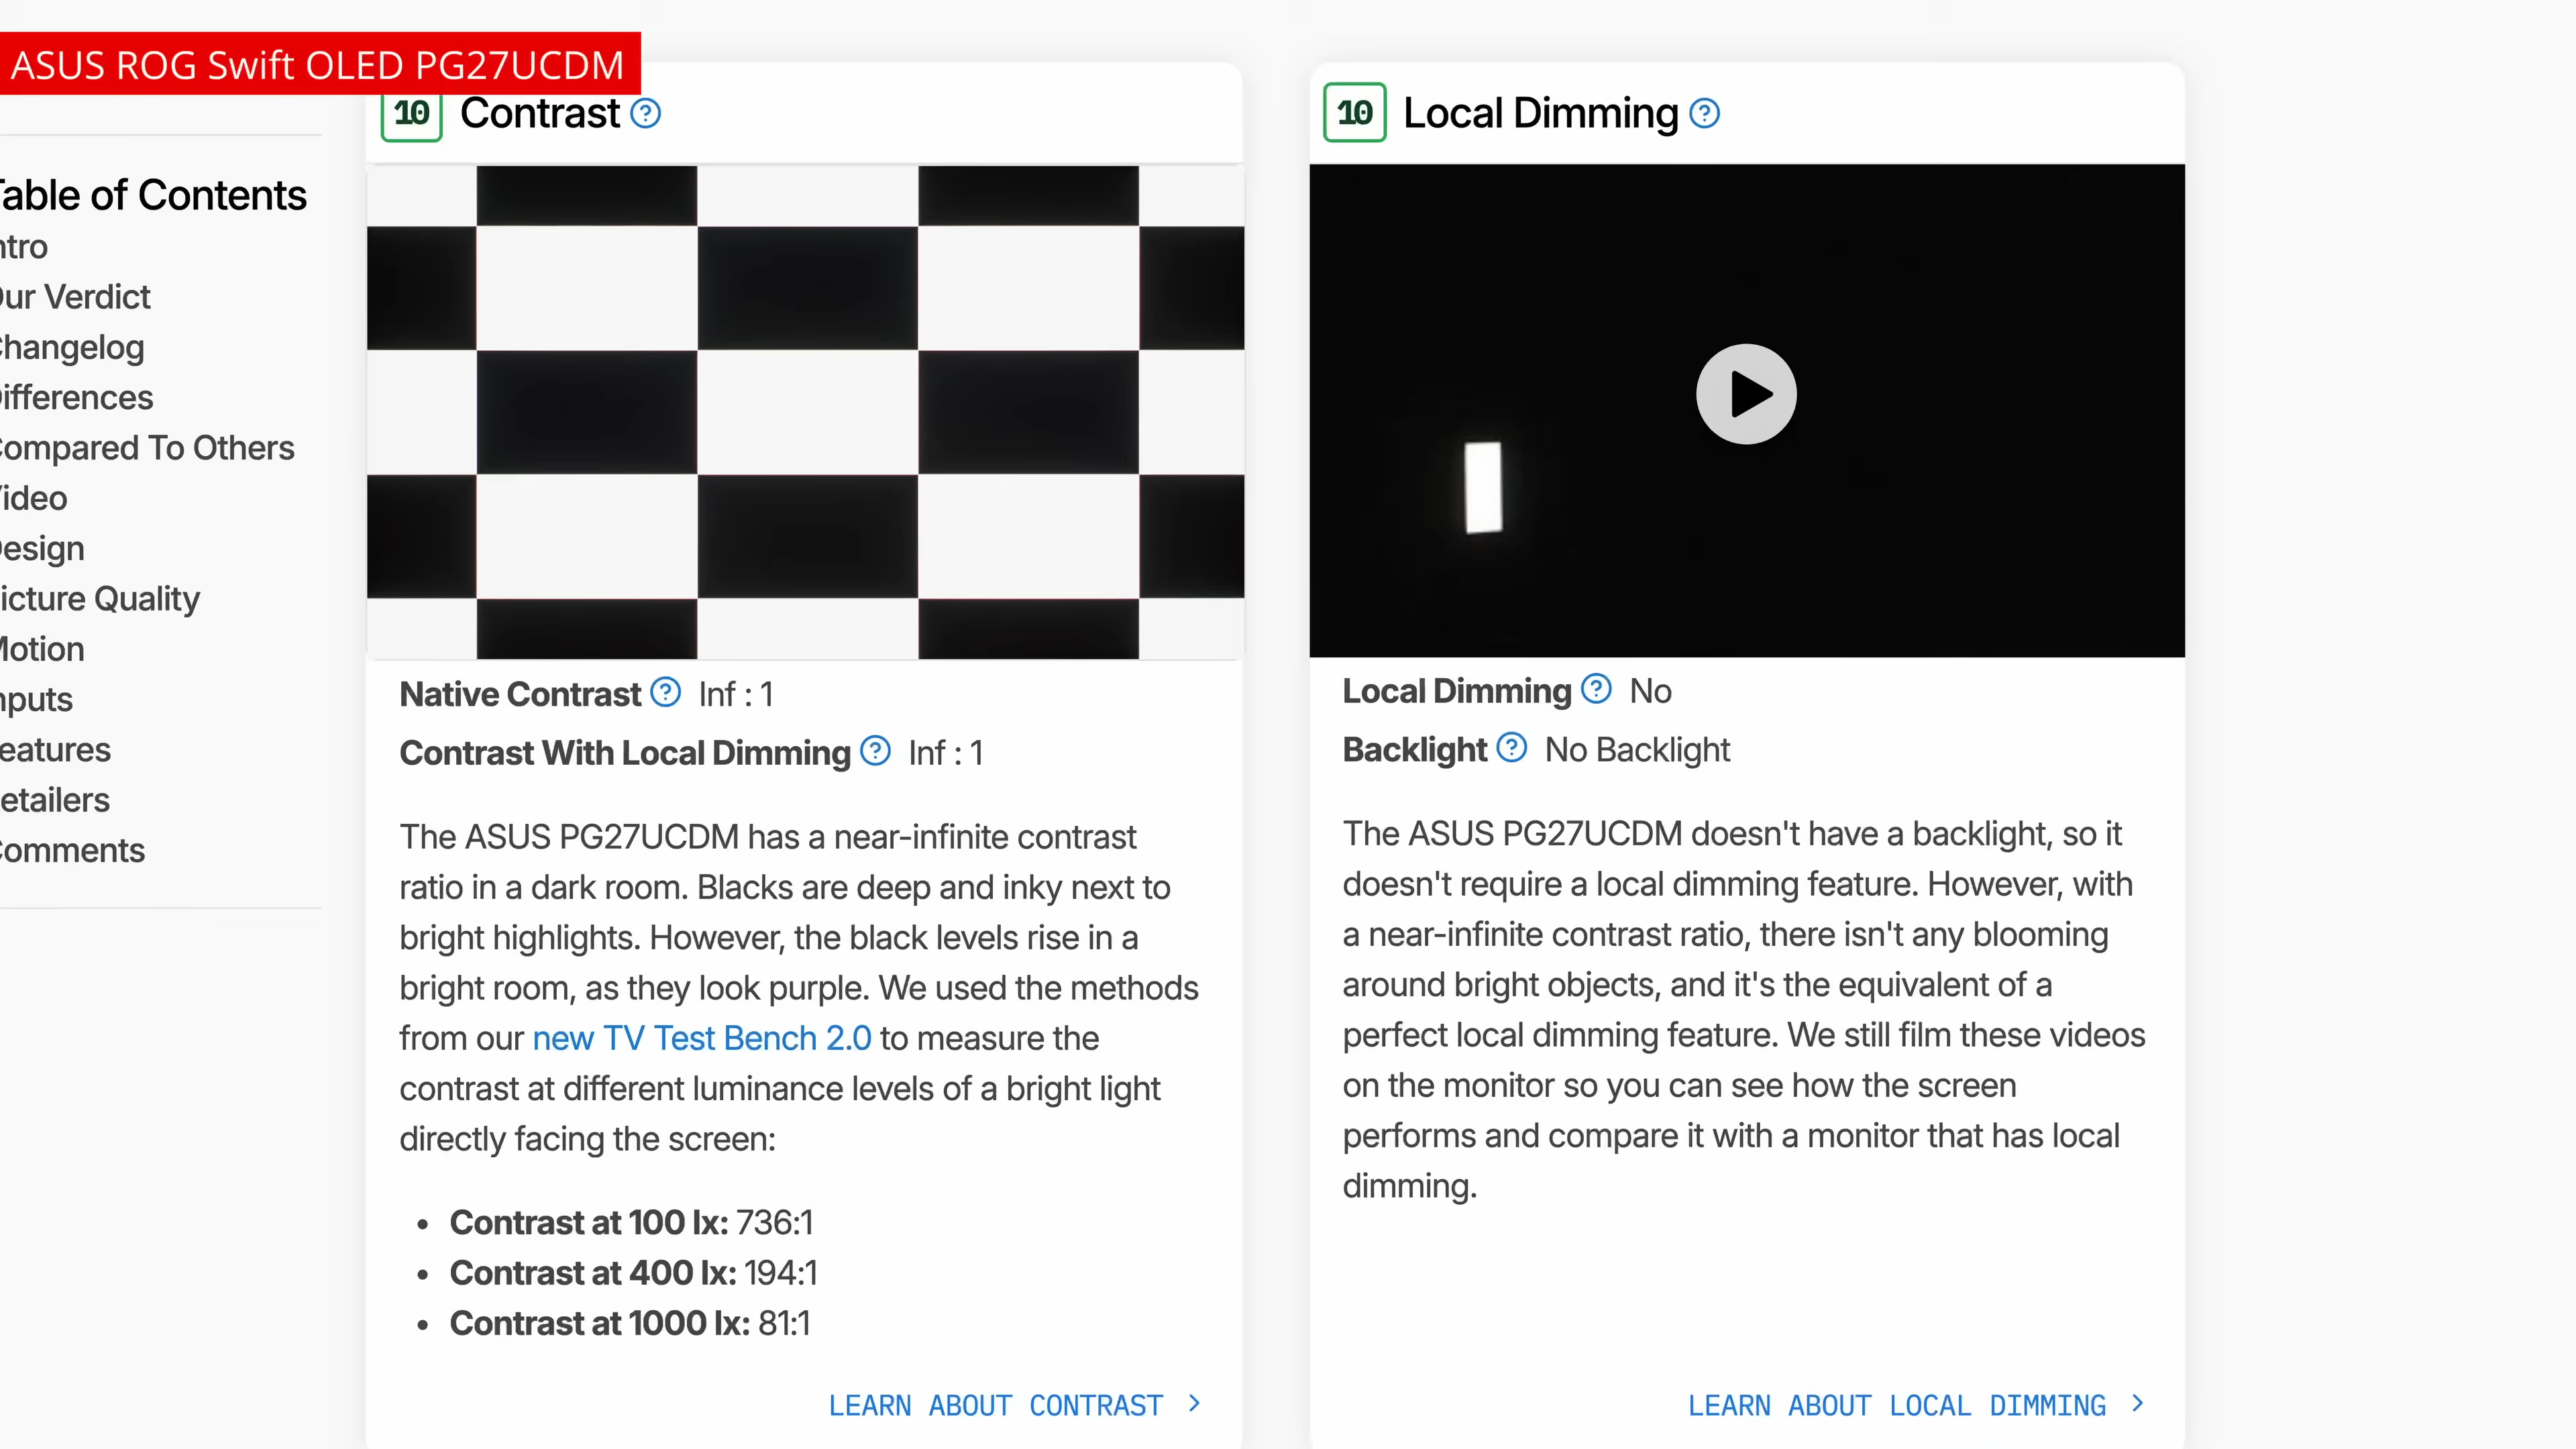 ASUS ROG Swift OLED PG27UCDM
able of Contents
ntro
ur Verdict
hangelog
ifferences
ompared To Others
ideo
esign
icture Quality
otion
nputs
eatures
etailers
omments
10 Contrast ?
Native Contrast ? Inf : 1
Contrast With Local Dimming ? Inf : 1
The ASUS PG27UCDM has a near-infinite contrast
ratio in a dark room. Blacks are deep and inky next to
bright highlights. However, the black levels rise in a
bright room, as they look purple. We used the methods
from our new TV Test Bench 2.0 to measure the
contrast at different luminance levels of a bright light
directly facing the screen:
• Contrast at 100 lx: 736:1
• Contrast at 400 lx: 194:1
• Contrast at 1000 lx: 81:1
LEARN ABOUT CONTRAST >
10 Local Dimming ?
Local Dimming ? No
Backlight ? No Backlight
The ASUS PG27UCDM doesn't have a backlight, so it
doesn't require a local dimming feature. However, with
a near-infinite contrast ratio, there isn't any blooming
around bright objects, and it's the equivalent of a
perfect local dimming feature. We still film these videos
on the monitor so you can see how the screen
performs and compare it with a monitor that has local
dimming.
LEARN ABOUT LOCAL DIMMING >